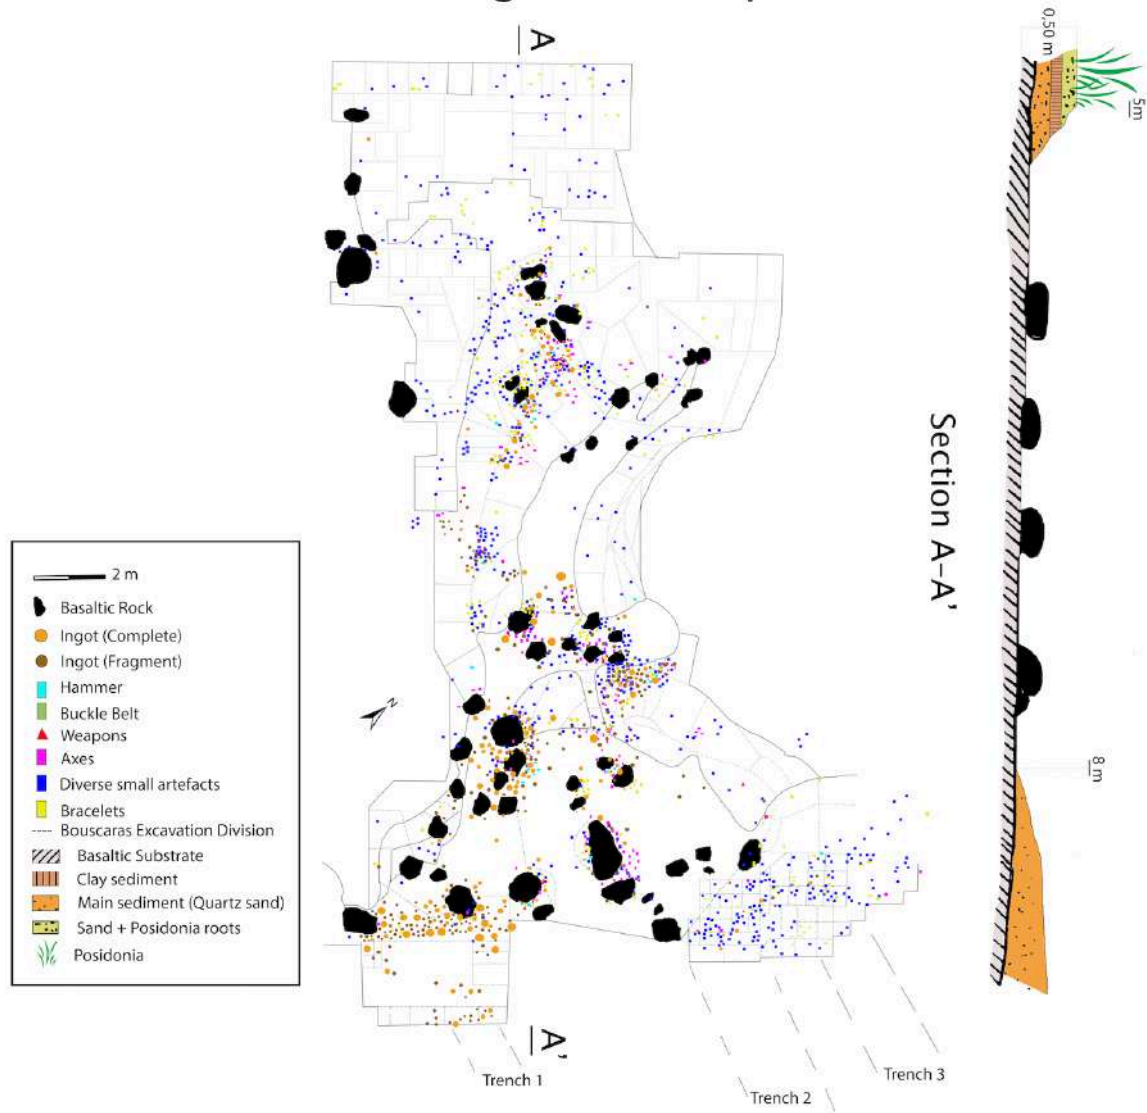 A
0,50 m
5m
Section A-A'
8 m
2 m
Basaltic Rock
Ingot (Complete)
Ingot (Fragment)
Hammer
Buckle Belt
Weapons
Axes
Diverse small artefacts
Bracelets
Bouscaras Excavation Division
Basaltic Substrate
Clay sediment
Main sediment (Quartz sand)
Sand + Posidonia roots
Posidonia
N
A'
Trench 1
Trench 2
Trench 3